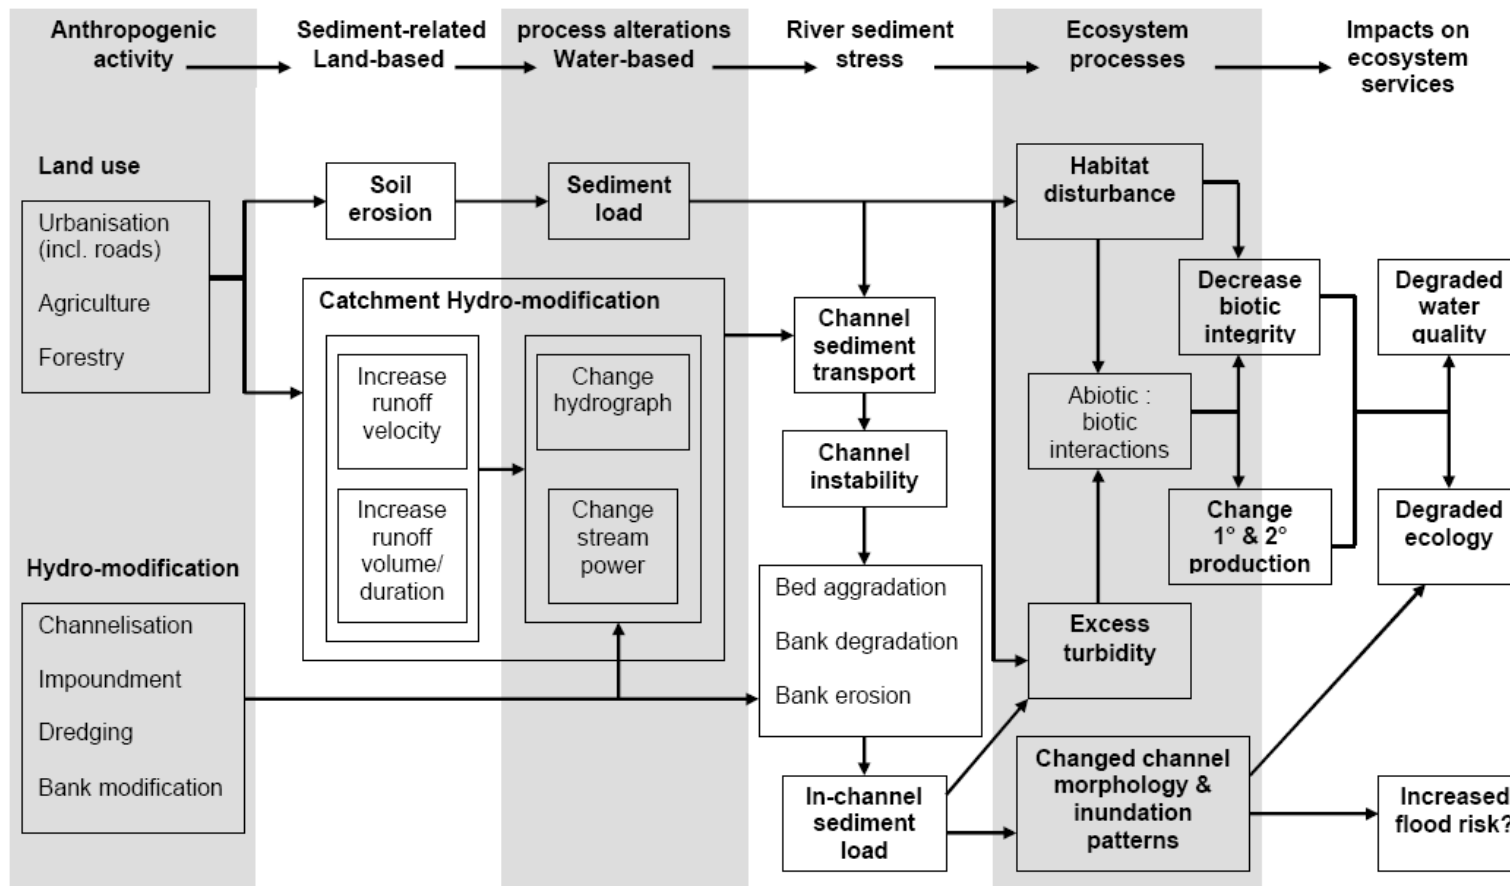 Anthropogenic
activity
Sediment-related
Land-based
process alterations
Water-based
River sediment
stress
Ecosystem
processes
Impacts on
ecosystem
services
Land use
Urbanisation
(incl. roads)
Agriculture
Forestry
Soil
erosion
Sediment
load
Habitat
disturbance
Catchment Hydro-modification
Increase
runoff
velocity
Increase
runoff
volume/
duration
Change
hydrograph
Change
stream
power
Channel
sediment
transport
Channel
instability
Decrease
biotic
integrity
Degraded
water
quality
Abiotic :
biotic
interactions
Change
1° & 2°
production
Degraded
ecology
Hydro-modification
Channelisation
Impoundment
Dredging
Bank modification
Bed aggradation
Bank degradation
Bank erosion
Excess
turbidity
In-channel
sediment
load
Changed channel
morphology &
inundation
patterns
Increased
flood risk?